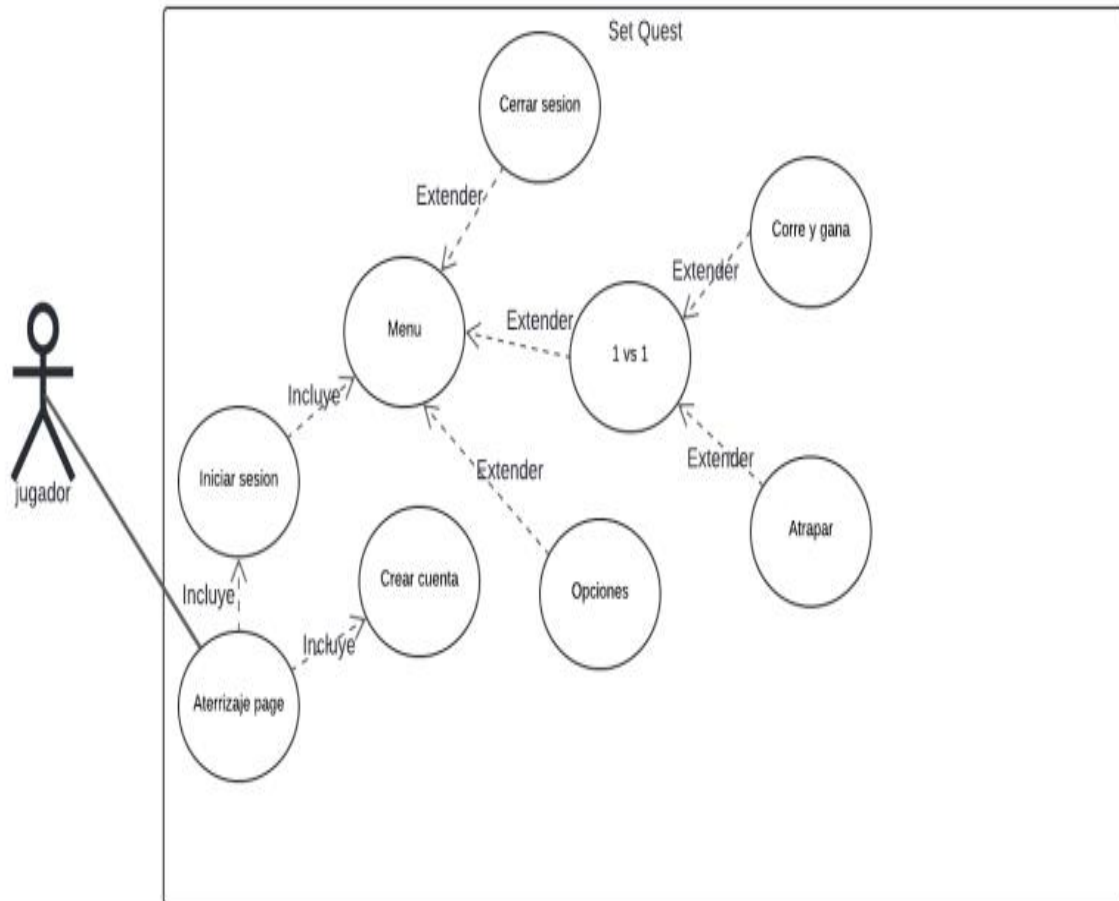 Set Quest
Cerrar sesion
Extender
Corre y gana
Extender
Extender
Menu
1 vs 1
Incluye
Extender
Extender
Iniciar sesion
jugador
Atrapar
Crear cuenta
Opciones
Incluye
Incluye
Aterrizaje page